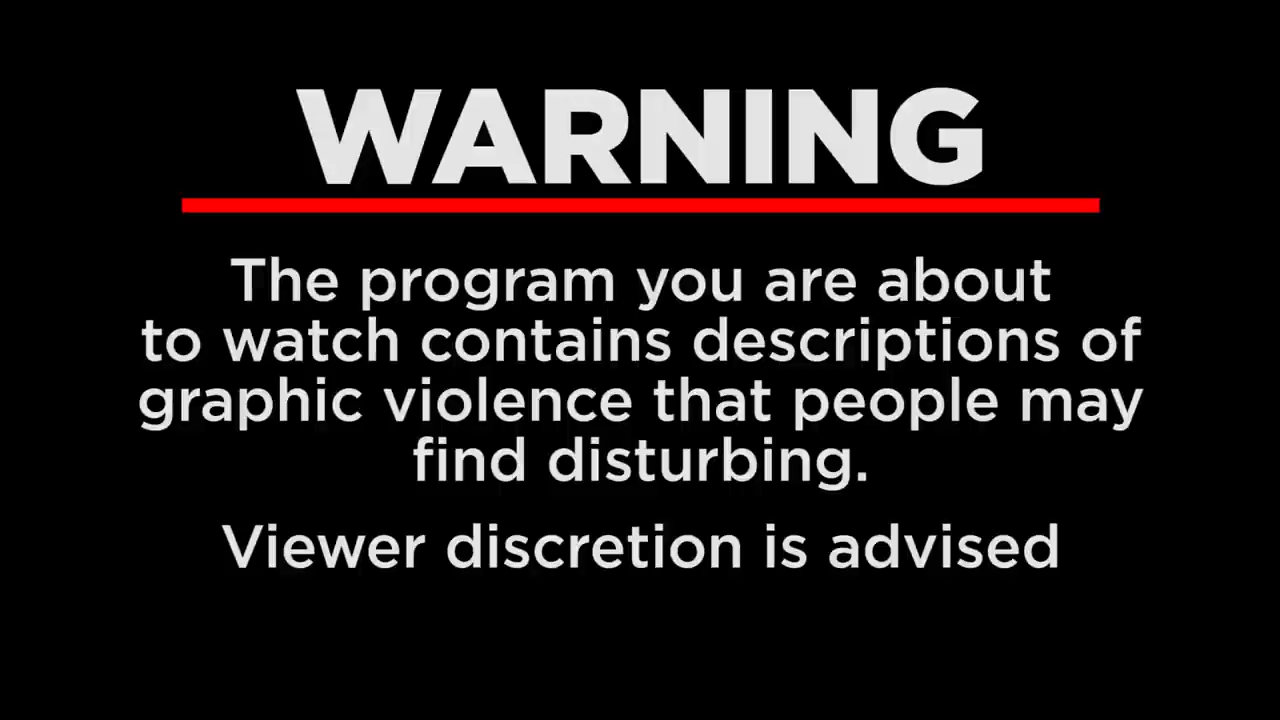 WARNING
The program you are about
to watch contains descriptions of
graphic violence that people may
find disturbing.
Viewer discretion is advised